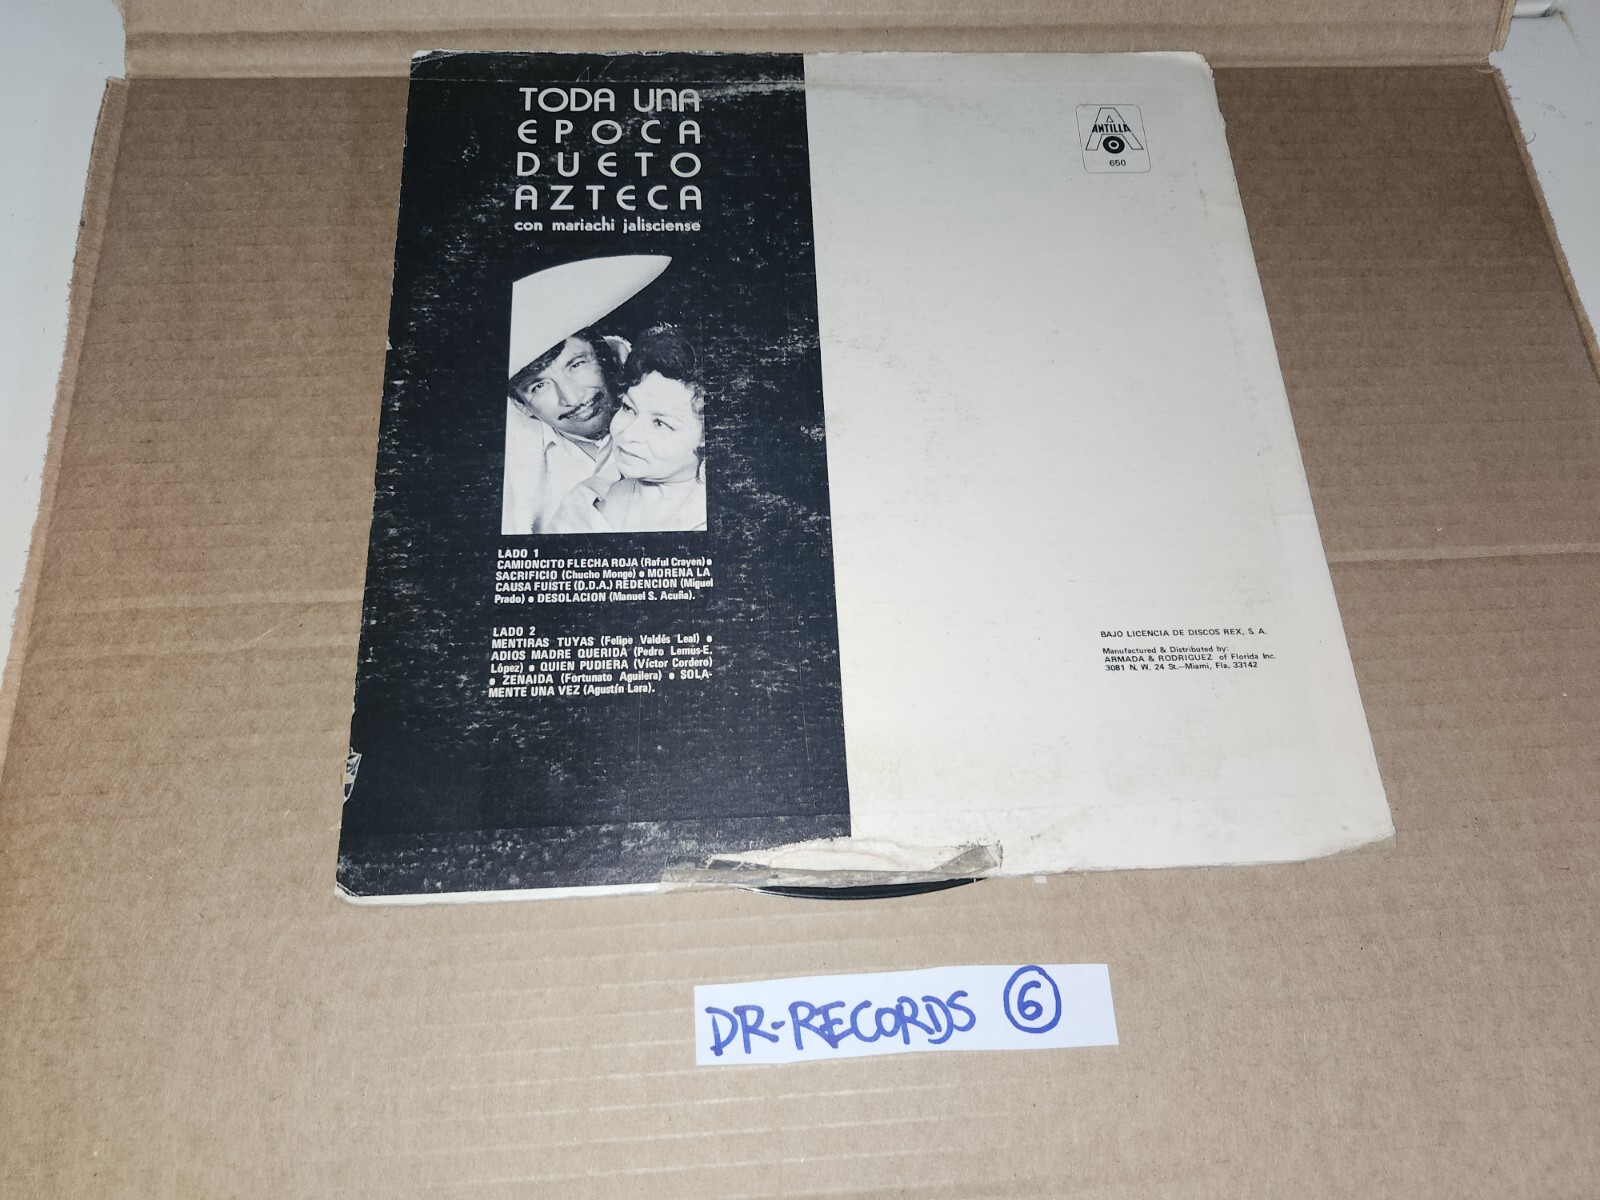 TODA UNA
EPOCA
DUETO
AZTECA
con mariachi jalisciense
ANTILLA
650
LADO 1
CAMIONCITO FLECHA ROJA (Raful Crayen) •
SACRIFICIO (Chucho Monge) • MORENA LA
CAUSA FUISTE (D.D.A.) REDENCION (Miguel
Prado) • DESOLACION (Manuel S. Acuña).
LADO 2
MENTIRAS TUYAS (Felipe Valdés Leal) •
ADIOS MADRE QUERIDA (Pedro Lemus-E.
López) • QUIEN PUDIERA (Víctor Cordero)
• ZENAIDA (Fortunato Aguilera) • SOLA-
MENTE UNA VEZ (Agustín Lara).
BAJO LICENCIA DE DISCOS REX, S. A.
Manufactured & Distributed by:
ARMADA & RODRIGUEZ of Florida Inc.
3081 N. W. 24 St.--Miami, Fla. 33142
DR-RECORDS 6